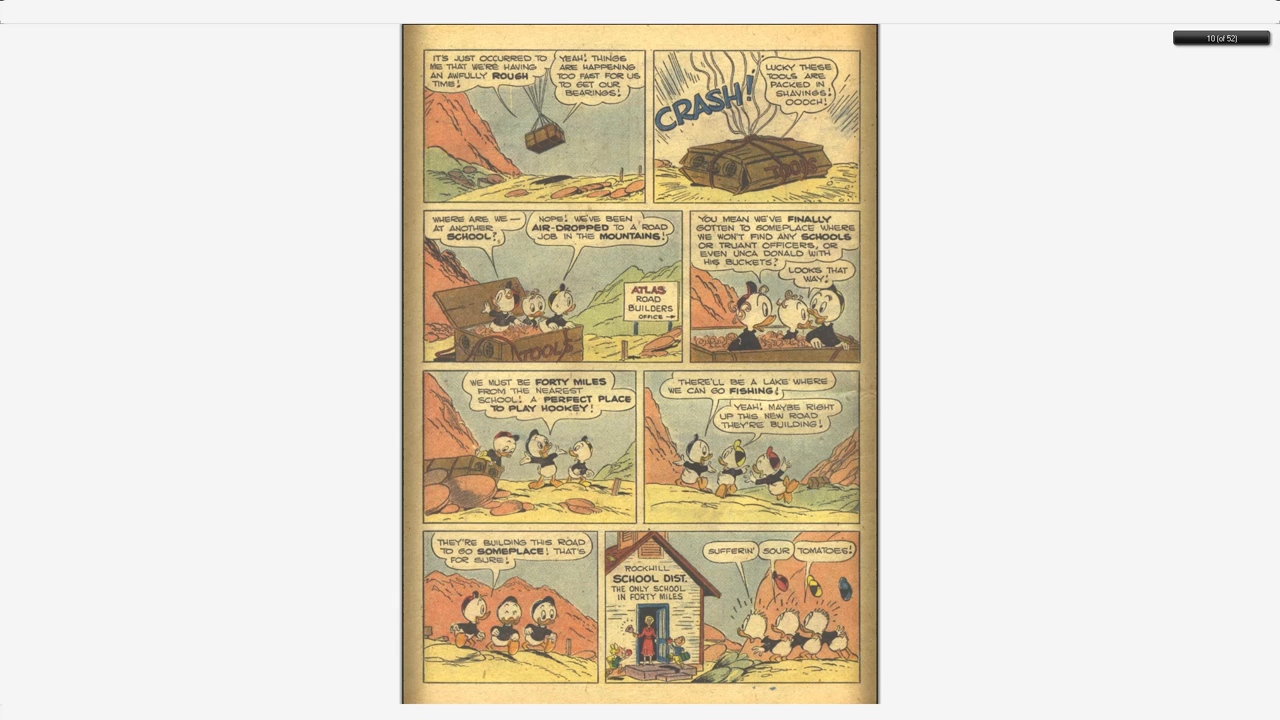 10 (of 52)
IT'S JUST OCCURRED TO
ME THAT WE'RE HAVING
AN AWFULLY ROUGH
TIME!
YEAH! THINGS
ARE HAPPENING
TOO FAST FOR US
TO GET OUR
BEARINGS!
CRASH!
LUCKY THESE
TOOLS ARE
PACKED IN
SHAVINGS!
OOOCH!
TOOLS
WHERE ARE WE —
AT ANOTHER
SCHOOL?
NOPE! WE'VE BEEN
AIR-DROPPED TO A ROAD
JOB IN THE MOUNTAINS!
ATLAS
ROAD
BUILDERS
OFFICE →
TOOLS
YOU MEAN WE'VE FINALLY
GOTTEN TO SOMEPLACE WHERE
WE WON'T FIND ANY SCHOOLS
OR TRUANT OFFICERS, OR
EVEN UNCA DONALD WITH
HIS BUCKETS?
LOOKS THAT
WAY!
WE MUST BE FORTY MILES
FROM THE NEAREST
SCHOOL! A PERFECT PLACE
TO PLAY HOOKEY!
THERE'LL BE A LAKE WHERE
WE CAN GO FISHING!
YEAH! MAYBE RIGHT
UP THIS NEW ROAD
THEY'RE BUILDING!
THEY'RE BUILDING THIS ROAD
TO GO SOMEPLACE! THAT'S
FOR SURE!
ROCKHILL
SCHOOL DIST.
THE ONLY SCHOOL
IN FORTY MILES
SUFFERIN'
SOUR
TOMATOES!